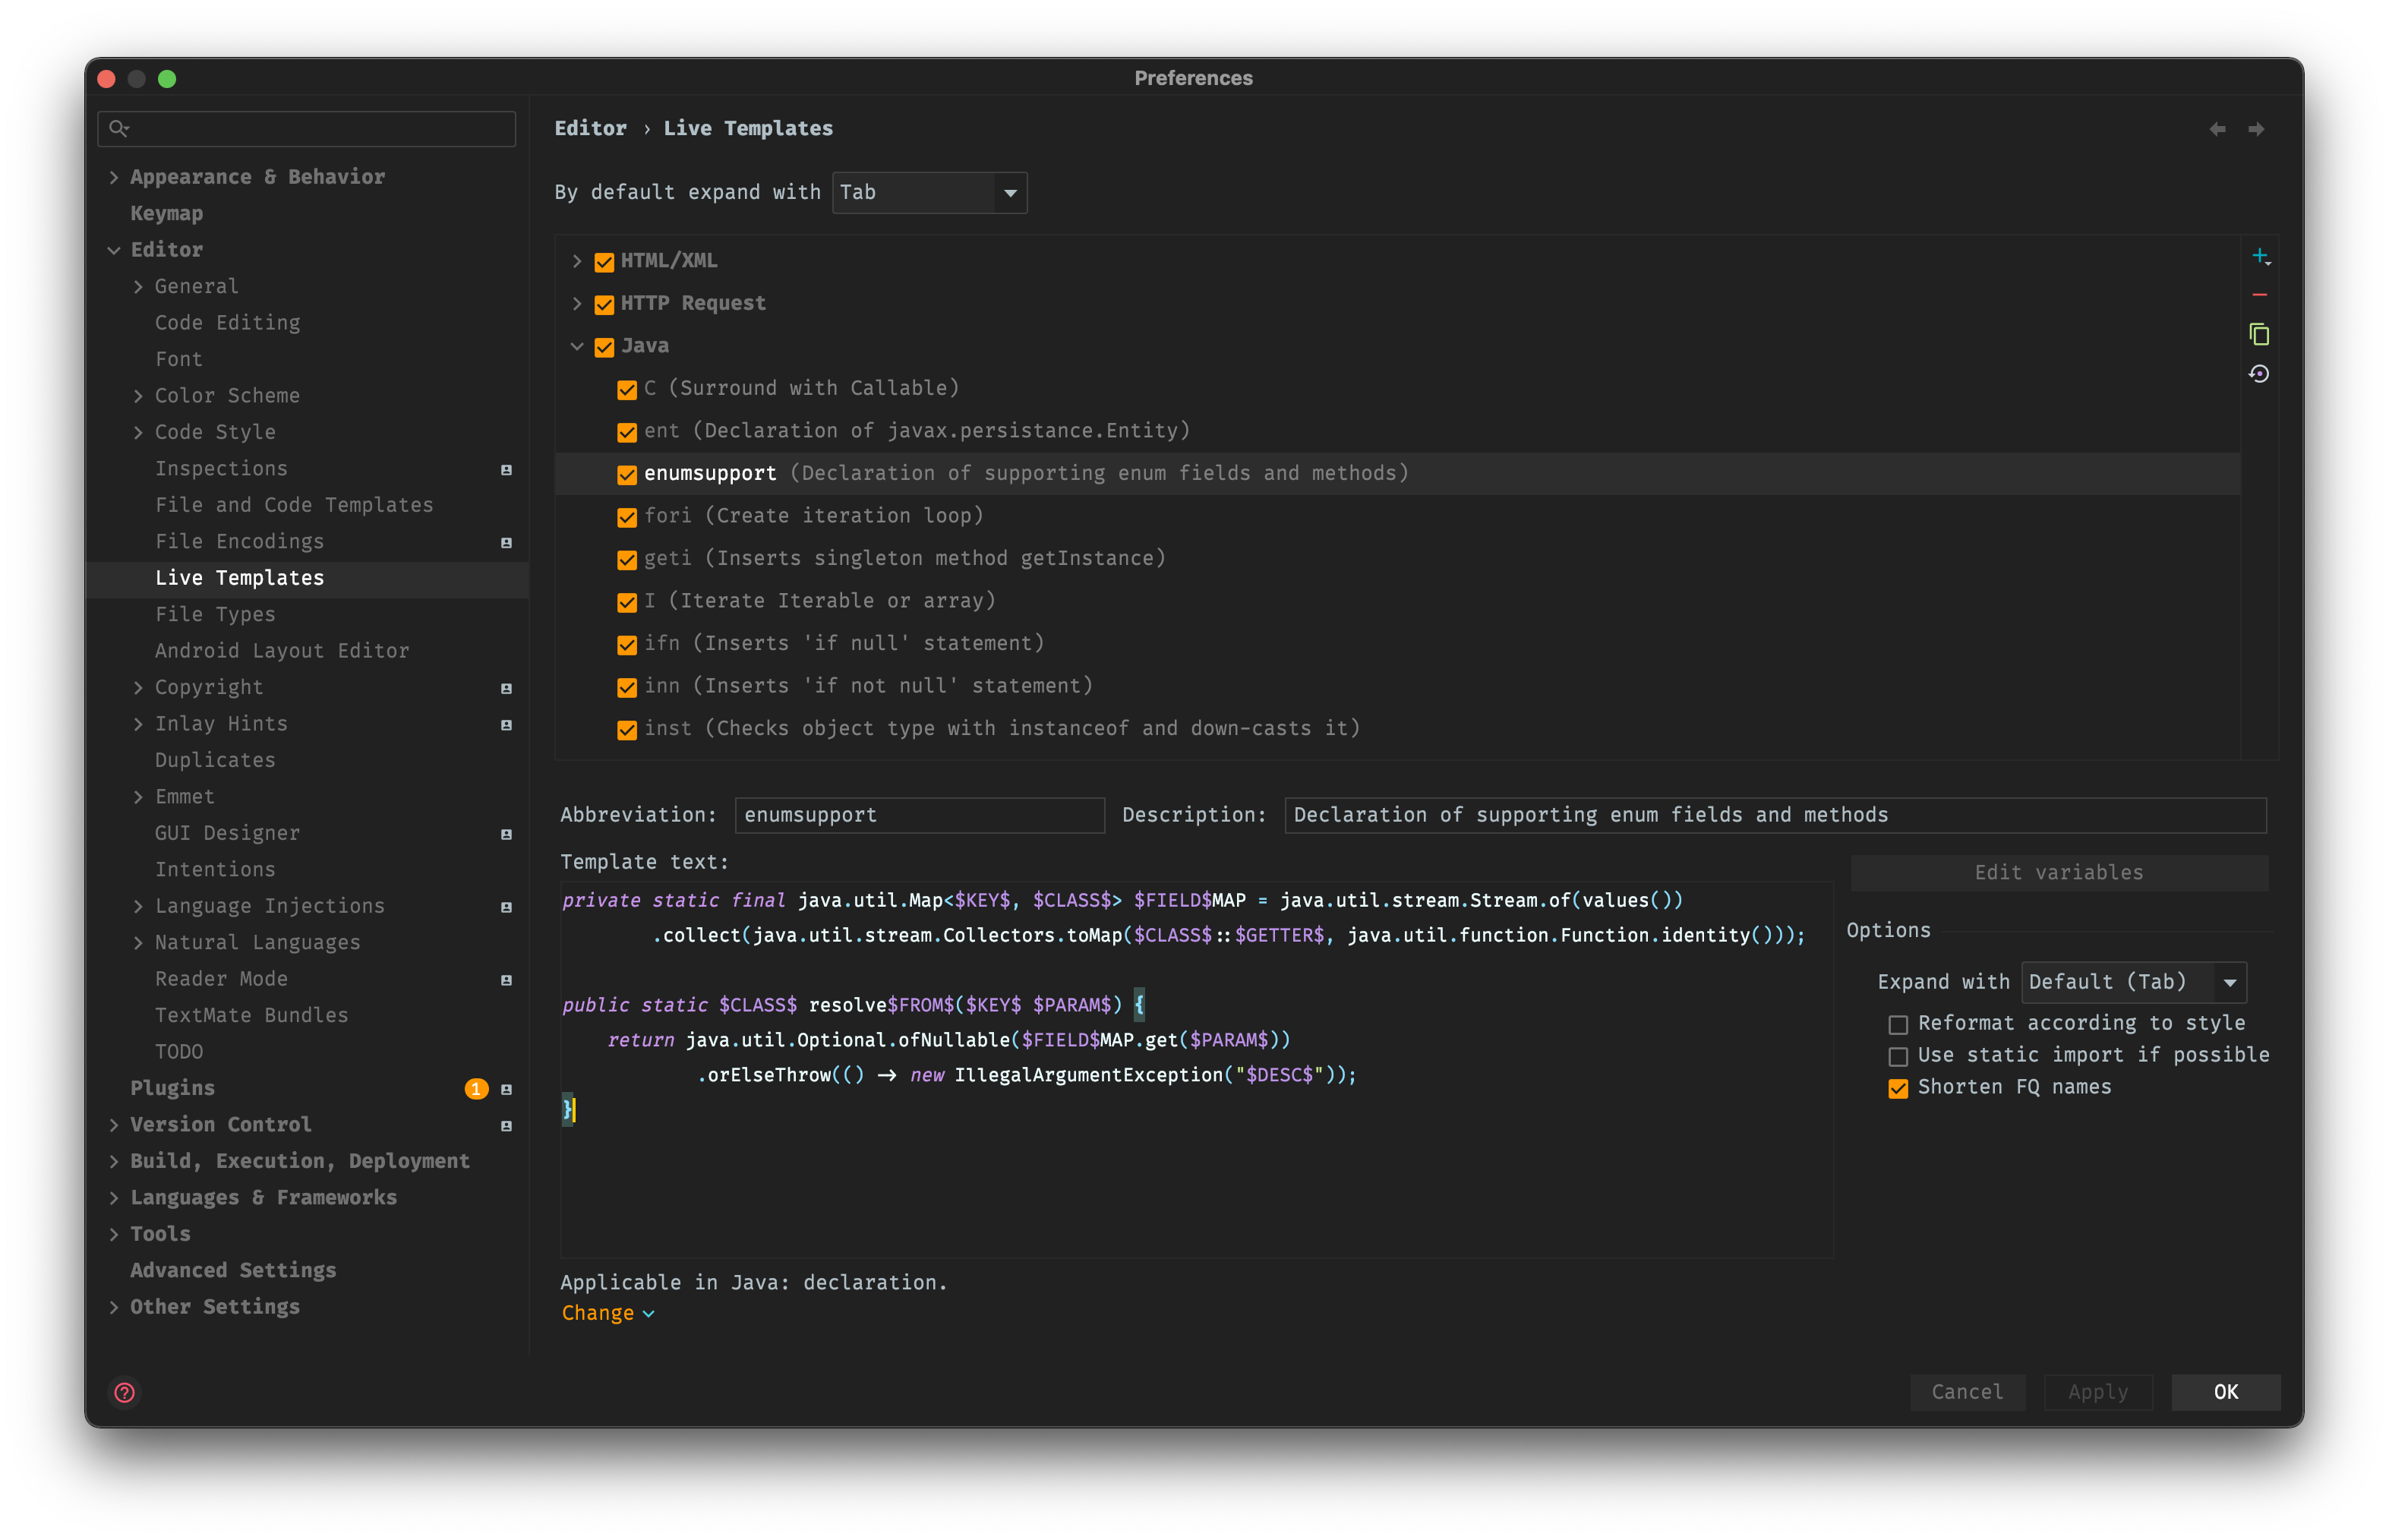 Preferences
Appearance & Behavior
Keymap
Editor
General
Code Editing
Font
Color Scheme
Code Style
Inspections
File and Code Templates
File Encodings
Live Templates
File Types
Android Layout Editor
Copyright
Inlay Hints
Duplicates
Emmet
GUI Designer
Intentions
Language Injections
Natural Languages
Reader Mode
TextMate Bundles
TODO
Plugins 1
Version Control
Build, Execution, Deployment
Languages & Frameworks
Tools
Advanced Settings
Other Settings
Editor › Live Templates
By default expand with Tab
HTML/XML
HTTP Request
Java
C (Surround with Callable)
ent (Declaration of javax.persistance.Entity)
enumsupport (Declaration of supporting enum fields and methods)
fori (Create iteration loop)
geti (Inserts singleton method getInstance)
I (Iterate Iterable or array)
ifn (Inserts 'if null' statement)
inn (Inserts 'if not null' statement)
inst (Checks object type with instanceof and down-casts it)
Abbreviation: enumsupport Description: Declaration of supporting enum fields and methods
Template text:
private static final java.util.Map<$KEY$, $CLASS$> $FIELD$MAP = java.util.stream.Stream.of(values())
.collect(java.util.stream.Collectors.toMap($CLASS$::$GETTER$, java.util.function.Function.identity()));
public static $CLASS$ resolve$FROM$($KEY$ $PARAM$) {
return java.util.Optional.ofNullable($FIELD$MAP.get($PARAM$))
.orElseThrow(() -> new IllegalArgumentException("$DESC$"));
}
Edit variables
Options
Expand with Default (Tab)
Reformat according to style
Use static import if possible
Shorten FQ names
Applicable in Java: declaration.
Change
?
Cancel Apply OK